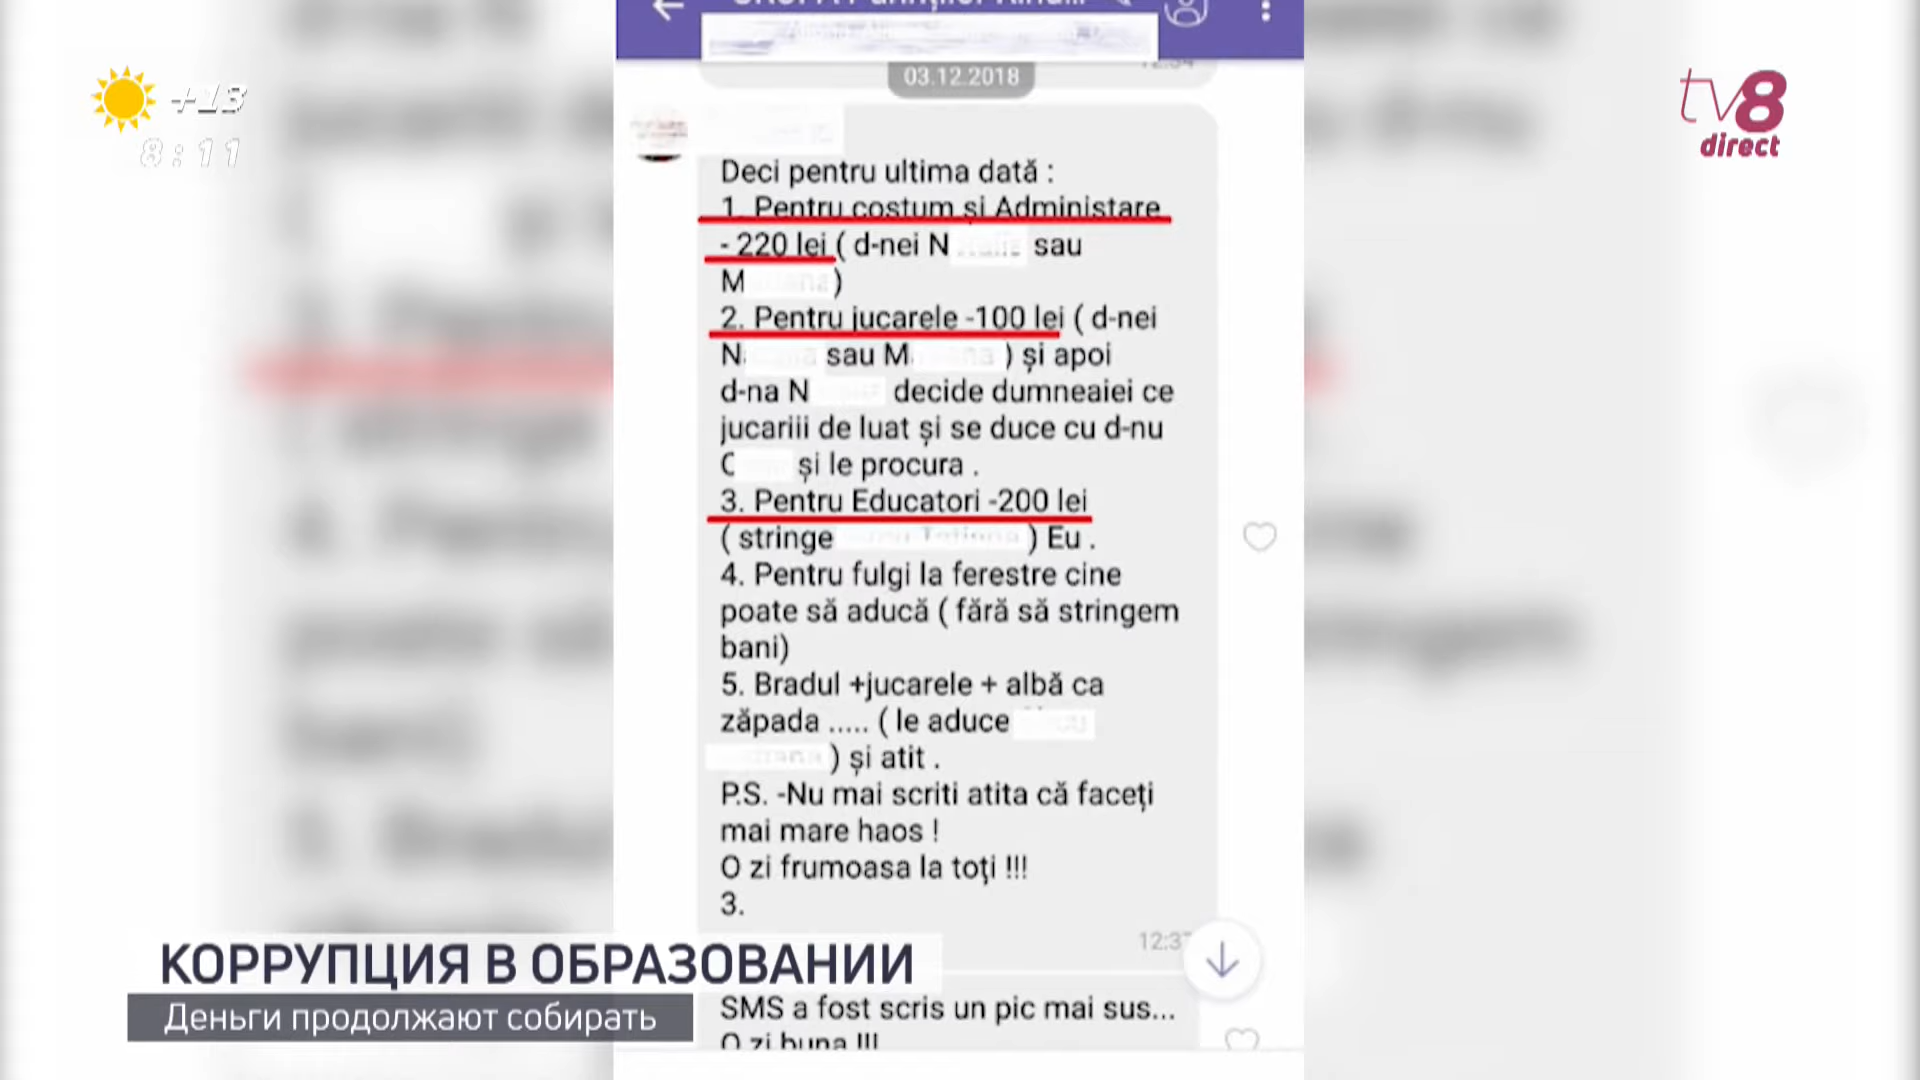 +13
8:11
tv8
direct
03.12.2018
Deci pentru ultima dată :
1. Pentru costum și Administare
- 220 lei ( d-nei N sau
M )
2. Pentru jucarele -100 lei ( d-nei
N sau M ) și apoi
d-na N decide dumneaiei ce
jucariii de luat și se duce cu d-nu
C și le procura .
3. Pentru Educatori -200 lei
( stringe ) Eu .
4. Pentru fulgi la ferestre cine
poate să aducă ( fără să stringem
bani)
5. Bradul +jucarele + albă ca
zăpada ..... ( le aduce
) și atit .
P.S. -Nu mai scriti atita că faceți
mai mare haos !
O zi frumoasa la toți !!!
3.
SMS a fost scris un pic mai sus...
O zi buna !!!
КОРРУПЦИЯ В ОБРАЗОВАНИИ
Деньги продолжают собирать